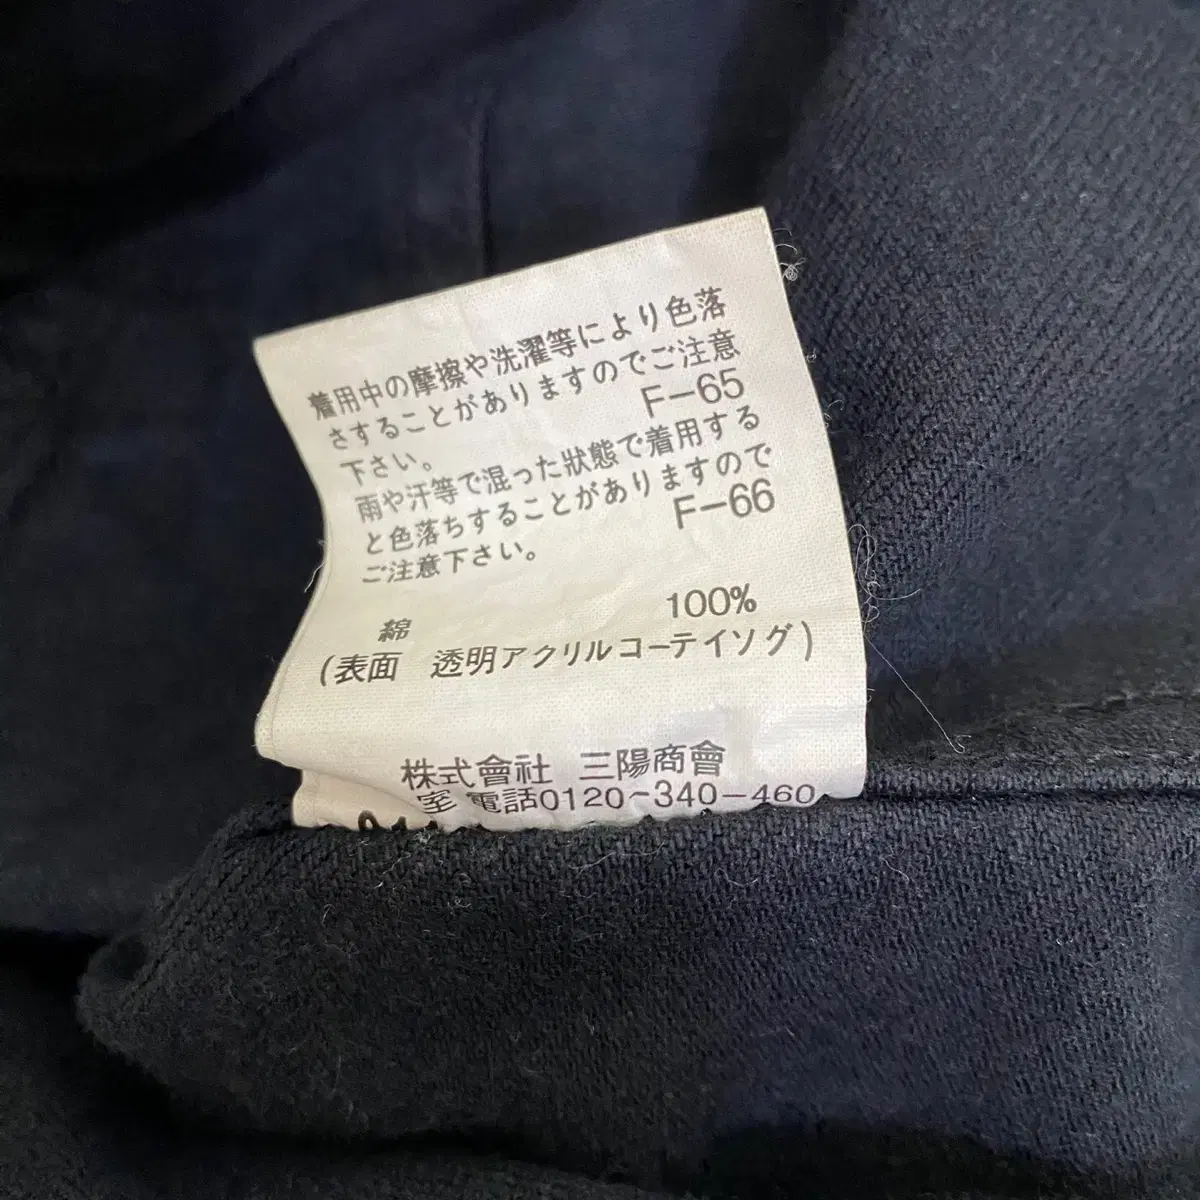 着用中の摩擦や洗濯等により色落
さすることがありますのでご注意
下さい。 F-65
雨や汗等で混った狀態で着用する
と色落ちすることがありますので
ご注意下さい。 F-66
綿 100%
(表面 透明アクリルコーテイソグ)
株式會社 三陽商會
室 電話0120-340-460